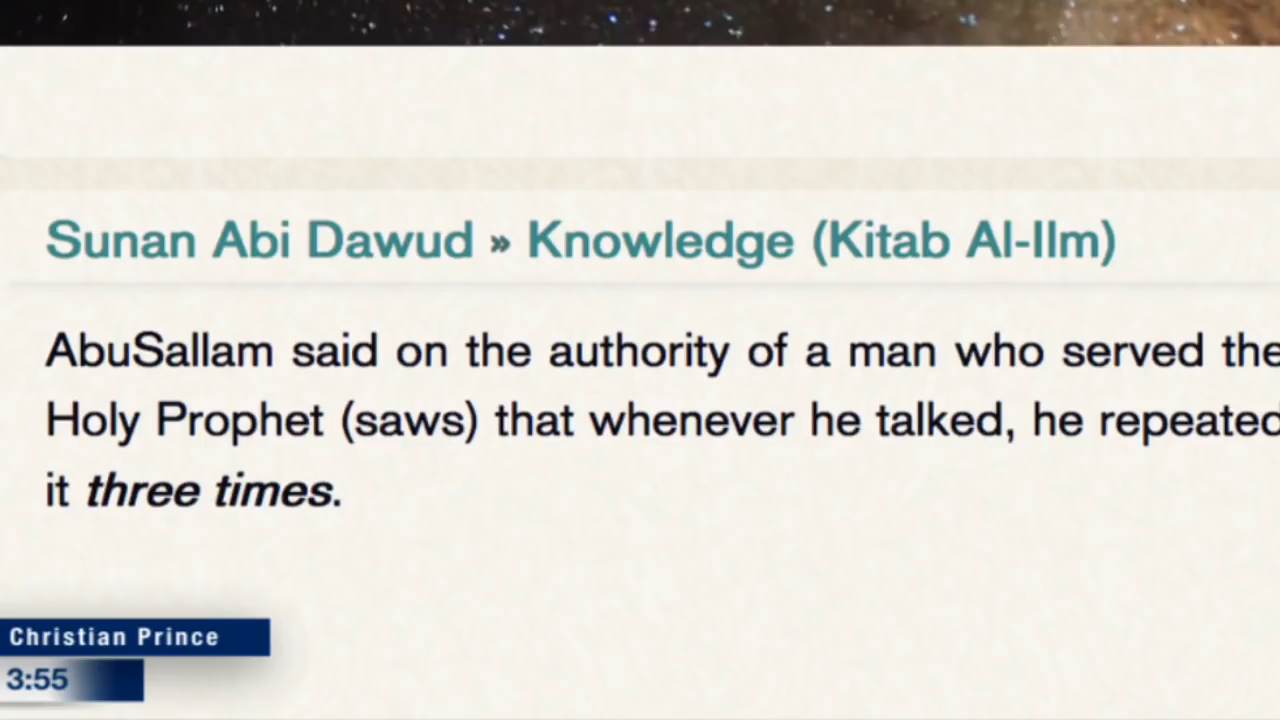 Sunan Abi Dawud » Knowledge (Kitab Al-Ilm)
AbuSallam said on the authority of a man who served the
Holy Prophet (saws) that whenever he talked, he repeated
it three times.
Christian Prince
3:55